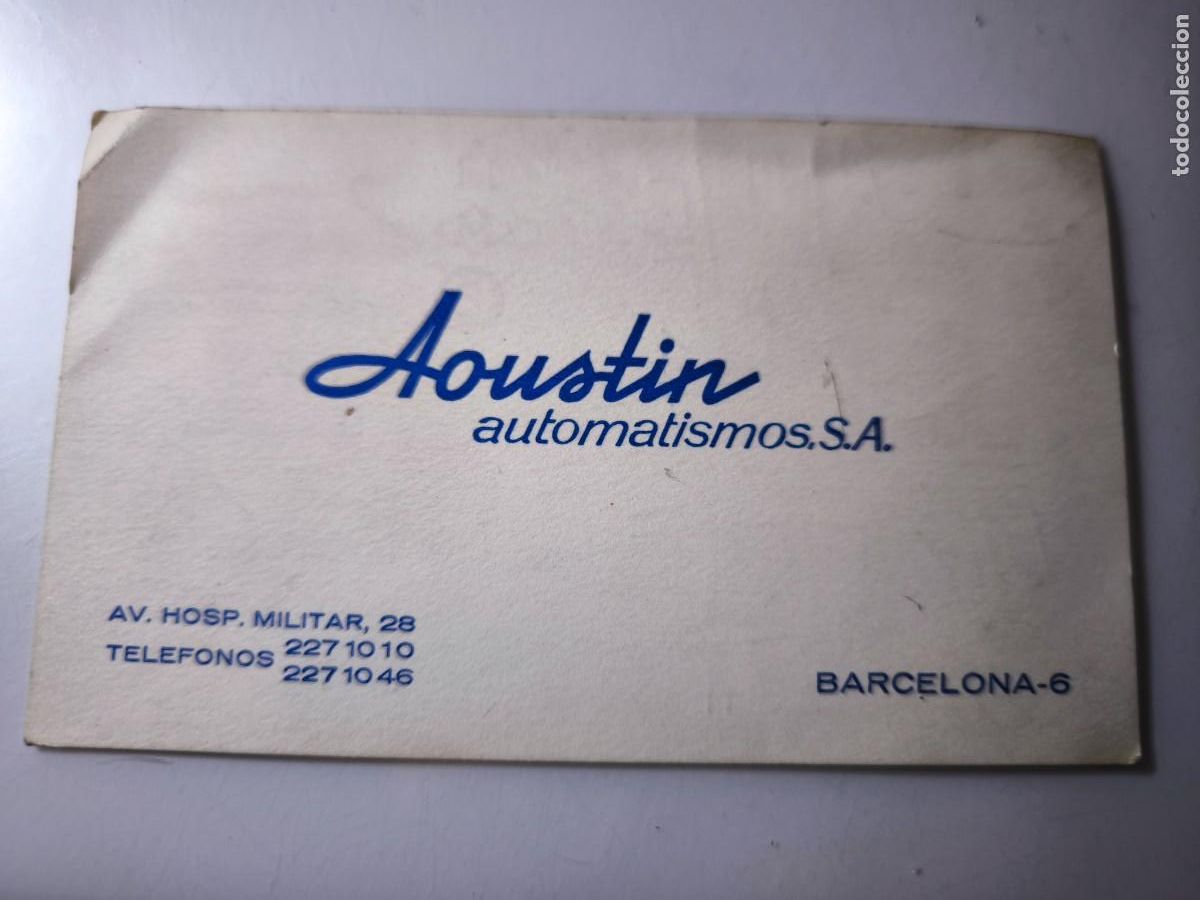 Aoustin
automatismos, S.A.
AV. HOSP. MILITAR, 28
TELEFONOS 227 10 10
227 10 46
BARCELONA-6
todocoleccion